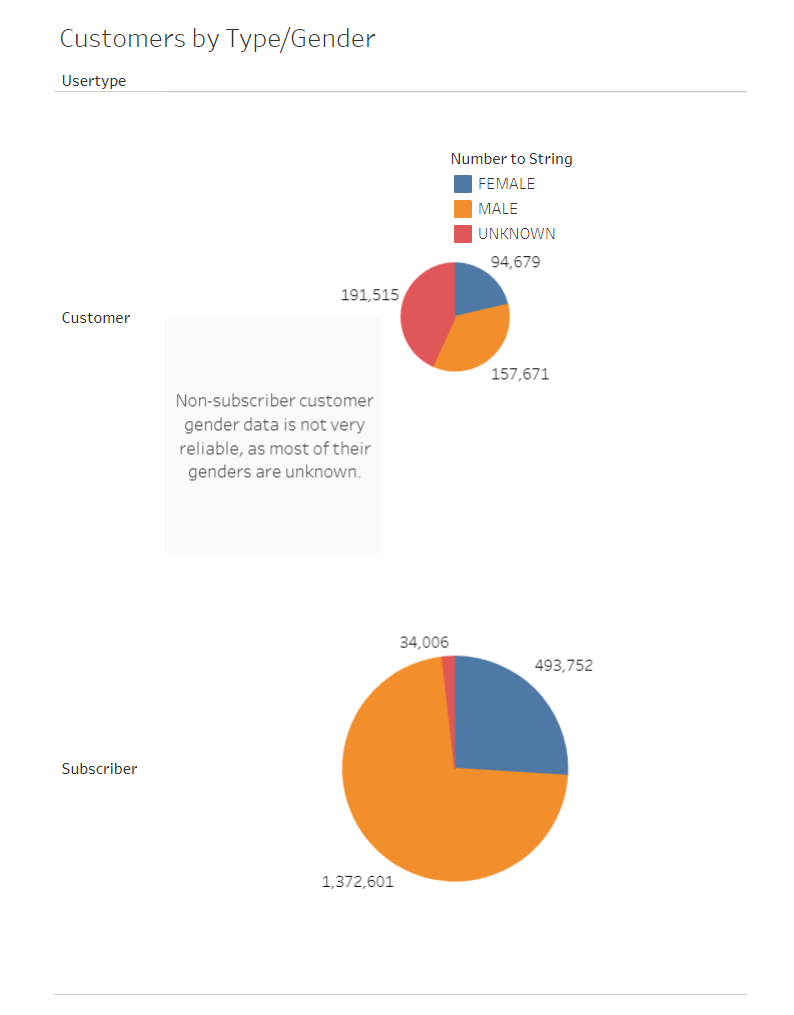 Customers by Type/Gender
Usertype
Number to String
FEMALE
MALE
UNKNOWN
94,679
191,515
Customer
157,671
Non-subscriber customer
gender data is not very
reliable, as most of their
genders are unknown.
34,006
493,752
Subscriber
1,372,601